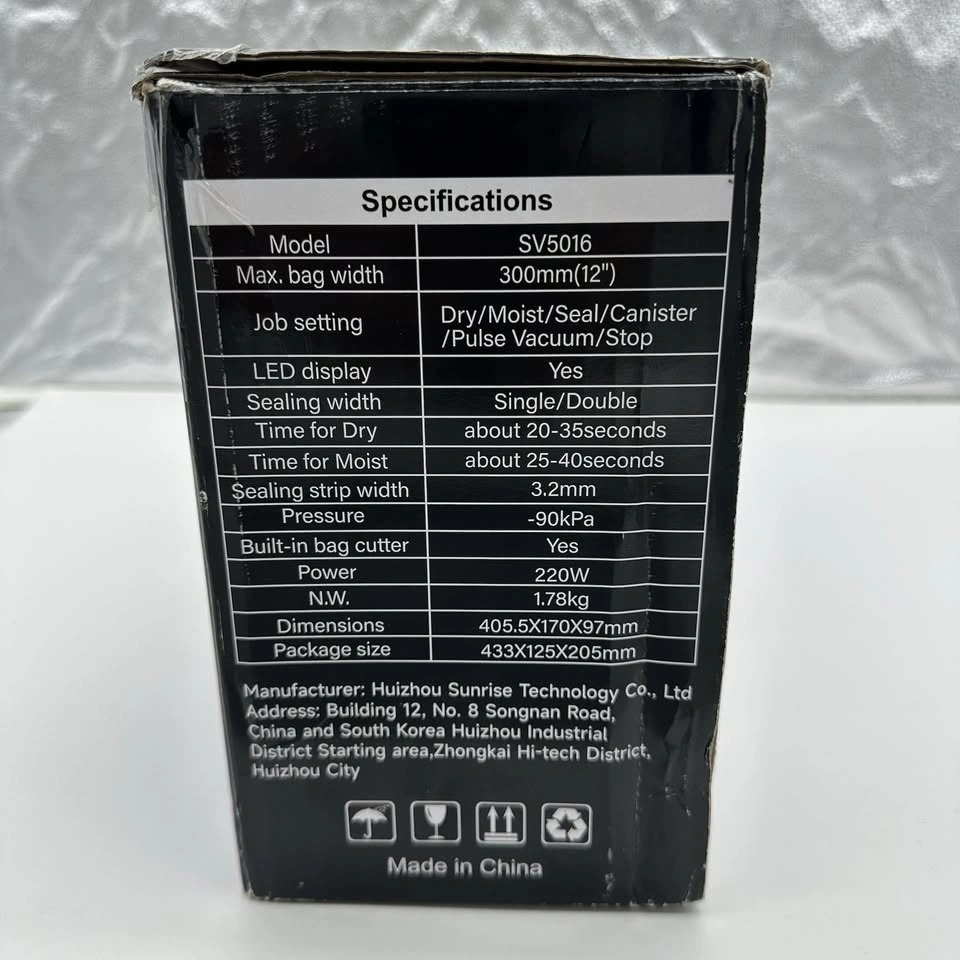 Specifications
Model SV5016
Max. bag width 300mm(12")
Job setting Dry/Moist/Seal/Canister
/Pulse Vacuum/Stop
LED display Yes
Sealing width Single/Double
Time for Dry about 20-35seconds
Time for Moist about 25-40seconds
Sealing strip width 3.2mm
Pressure -90kPa
Built-in bag cutter Yes
Power 220W
N.W. 1.78kg
Dimensions 405.5X170X97mm
Package size 433X125X205mm
Manufacturer: Huizhou Sunrise Technology Co., Ltd
Address: Building 12, No. 8 Songnan Road,
China and South Korea Huizhou Industrial
District Starting area,Zhongkai Hi-tech District,
Huizhou City
Made in China